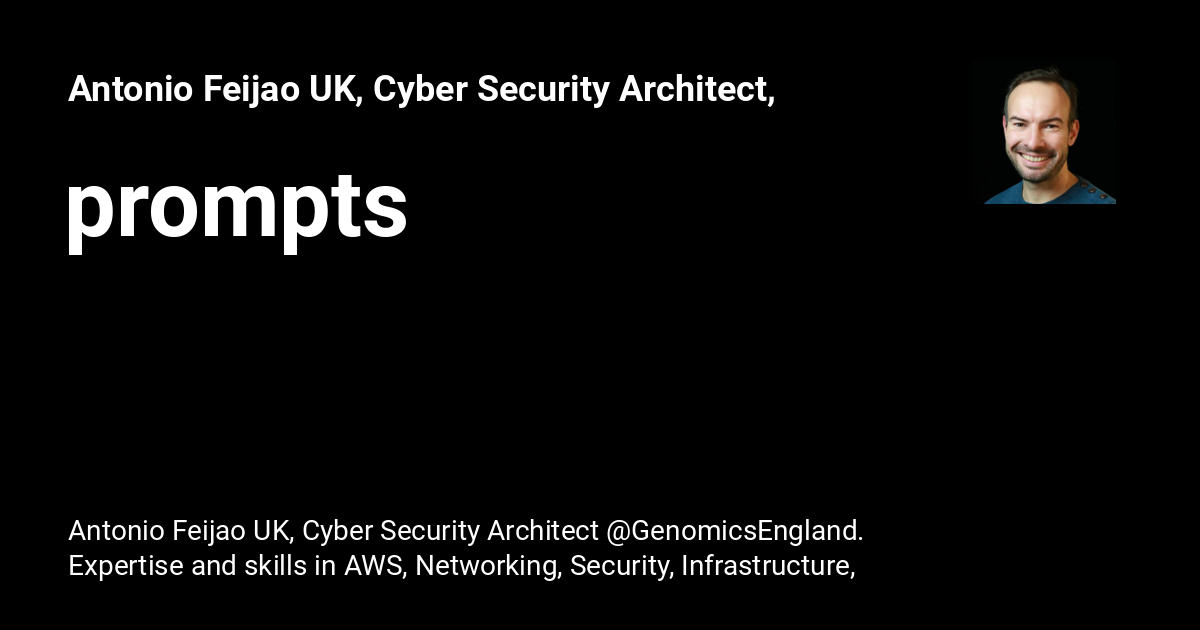 Antonio Feijao UK, Cyber Security Architect,
prompts
Antonio Feijao UK, Cyber Security Architect @GenomicsEngland.
Expertise and skills in AWS, Networking, Security, Infrastructure,